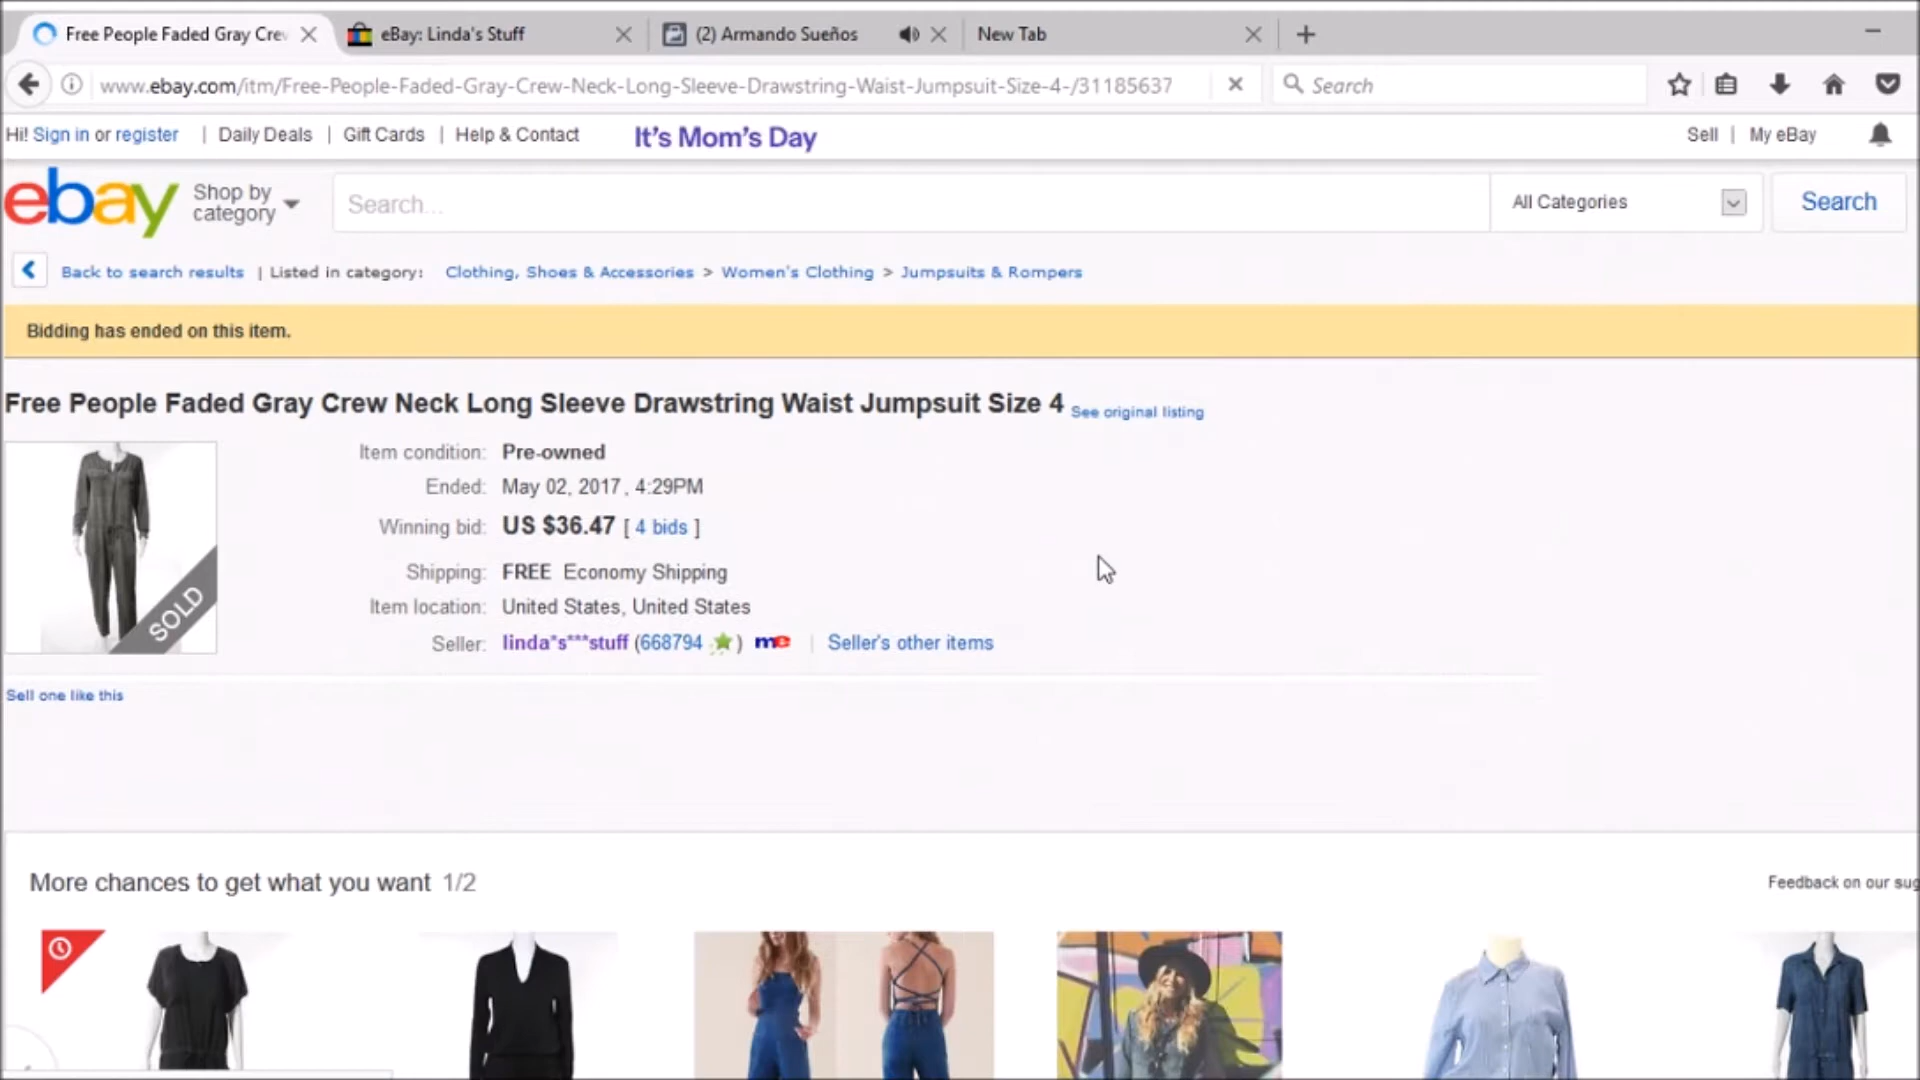 Free People Faded Gray Crew
eBay: Linda's Stuff
(2) Armando Sueños
New Tab
www.ebay.com/itm/Free-People-Faded-Gray-Crew-Neck-Long-Sleeve-Drawstring-Waist-Jumpsuit-Size-4-/31185637
Search
Hi! Sign in or register | Daily Deals | Gift Cards | Help & Contact
It's Mom's Day
Sell | My eBay
ebay
Shop by category
Search...
All Categories
Search
Back to search results | Listed in category: Clothing, Shoes & Accessories > Women's Clothing > Jumpsuits & Rompers
Bidding has ended on this item.
Free People Faded Gray Crew Neck Long Sleeve Drawstring Waist Jumpsuit Size 4 See original listing
SOLD
Item condition: Pre-owned
Ended: May 02, 2017 , 4:29PM
Winning bid: US $36.47 [ 4 bids ]
Shipping: FREE Economy Shipping
Item location: United States, United States
Seller: linda*s***stuff (668794 ) me | Seller's other items
Sell one like this
More chances to get what you want 1/2
Feedback on our sug